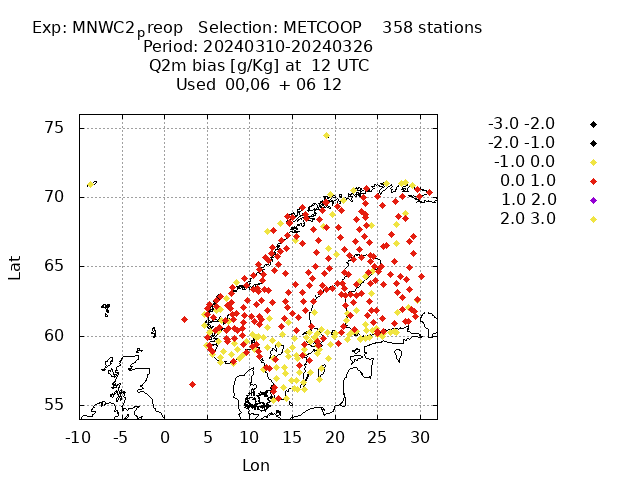 Exp: MNWC2preop Selection: METCOOP 358 stations
Period: 20240310-20240326
Q2m bias [g/Kg] at 12 UTC
Used 00,06 + 06 12
-3.0 -2.0
-2.0 -1.0
-1.0 0.0
0.0 1.0
1.0 2.0
2.0 3.0
75
70
65
60
55
Lat
-10 -5 0 5 10 15 20 25 30
Lon